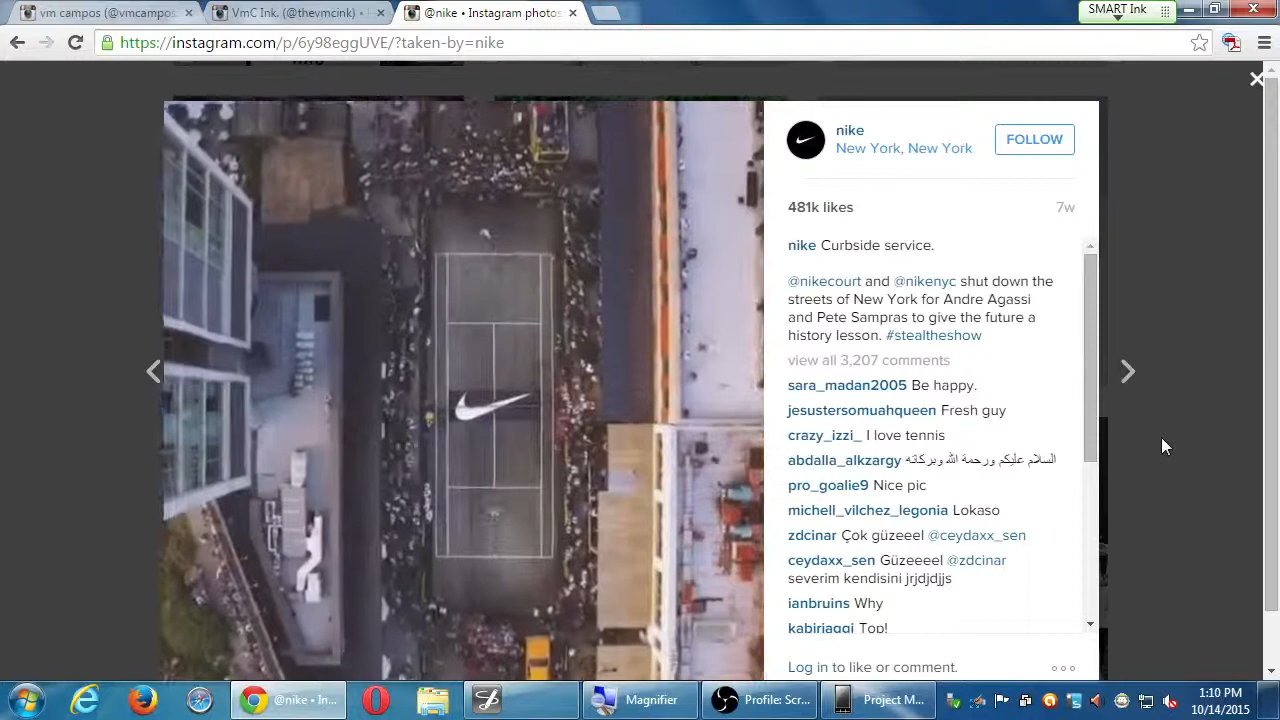 vm campos (@vmcampos
VmC Ink. (@thevmcink) •
@nike • Instagram photos
SMART Ink
https://instagram.com/p/6y98eggUVE/?taken-by=nike
nike
New York, New York
FOLLOW
481k likes
7w
nike Curbside service.
@nikecourt and @nikenyc shut down the
streets of New York for Andre Agassi
and Pete Sampras to give the future a
history lesson. #stealtheshow
view all 3,207 comments
sara_madan2005 Be happy.
jesustersomuahqueen Fresh guy
crazy_izzi_ I love tennis
abdalla_alkzargy السلام عليكم ورحمة الله وبركاته
pro_goalie9 Nice pic
michell_vilchez_legonia Lokaso
zdcinar Çok güzeeel @ceydaxx_sen
ceydaxx_sen Güzeeeel @zdcinar
severim kendisini jrjdjdjjs
ianbruins Why
kabirjaggi Top!
Log in to like or comment.
@nike • In...
Magnifier
Profile: Scr...
Project M...
1:10 PM
10/14/2015